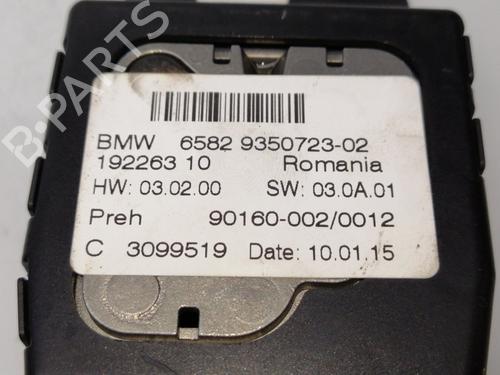 BMW 6582 9350723-02
192263 10 Romania
HW: 03.02.00 SW: 03.0A.01
Preh 90160-002/0012
C 3099519 Date: 10.01.15
B-PARTS